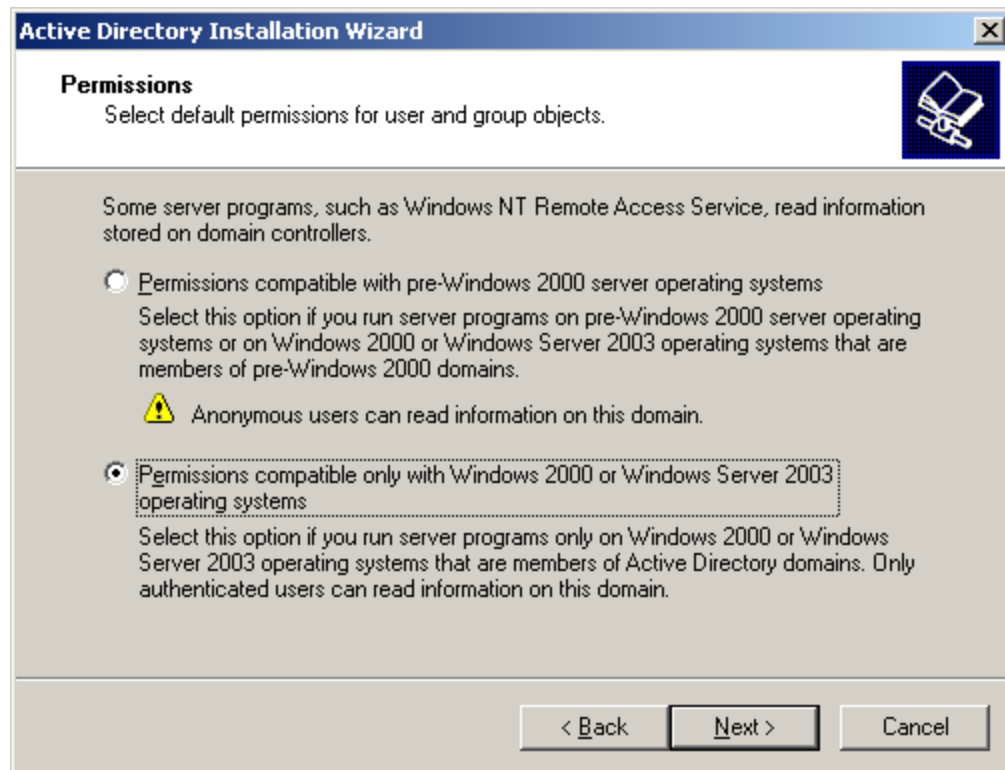 Active Directory Installation Wizard
Permissions
Select default permissions for user and group objects.
Some server programs, such as Windows NT Remote Access Service, read information
stored on domain controllers.
Permissions compatible with pre-Windows 2000 server operating systems
Select this option if you run server programs on pre-Windows 2000 server operating
systems or on Windows 2000 or Windows Server 2003 operating systems that are
members of pre-Windows 2000 domains.
Anonymous users can read information on this domain.
Permissions compatible only with Windows 2000 or Windows Server 2003
operating systems
Select this option if you run server programs only on Windows 2000 or Windows
Server 2003 operating systems that are members of Active Directory domains. Only
authenticated users can read information on this domain.
< Back
Next >
Cancel